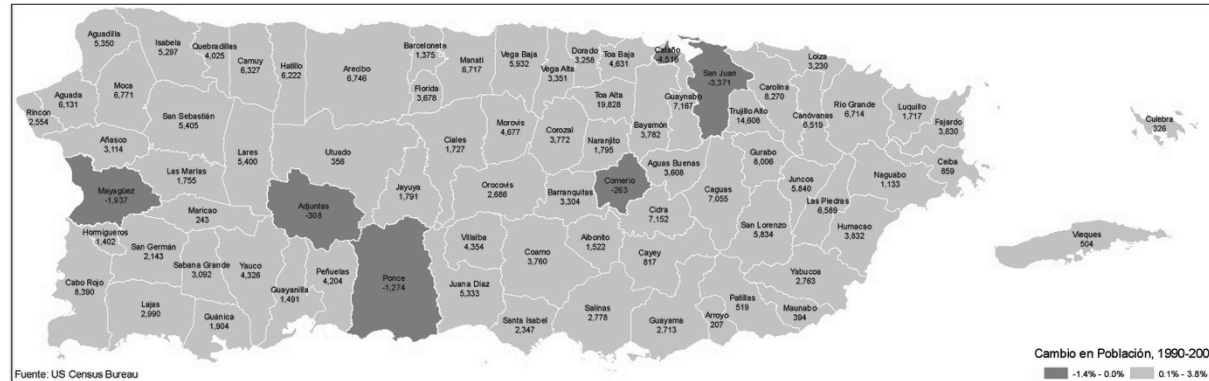 Aguadilla
5,350
Isabela
5,297
Quebradillas
4,025
Camuy
6,327
Hatillo
6,222
Arecibo
6,746
Barceloneta
1,375
Florida
3,678
Manatí
6,717
Vega Baja
5,932
Vega Alta
3,351
Dorado
3,258
Toa Baja
4,631
Cataño
-4,516
San Juan
-3,371
Loiza
3,230
Carolina
8,270
Moca
6,771
Aguada
6,131
Rincón
2,554
San Sebastián
5,405
Toa Alta
19,828
Guaynabo
7,167
Bayamón
3,782
Trujillo Alto
14,608
Canóvanas
6,519
Río Grande
6,714
Luquillo
1,717
Fajardo
3,830
Culebra
326
Añasco
3,114
Lares
5,400
Utuado
356
Ciales
1,727
Morovis
4,677
Corozal
3,772
Naranjito
1,795
Aguas Buenas
3,608
Gurabo
8,006
Ceiba
859
Las Marías
1,755
Mayagüez
-1,937
Maricao
243
Adjuntas
-308
Jayuya
1,791
Orocovis
2,686
Barranquitas
3,304
Comerío
-263
Cidra
7,152
Caguas
7,055
Juncos
5,840
Las Piedras
6,589
Naguabo
1,133
Humacao
3,832
Hormigueros
1,402
San Germán
2,143
Sabana Grande
3,092
Yauco
4,326
Guayanilla
1,491
Peñuelas
4,204
Ponce
-1,274
Villalba
4,354
Juana Díaz
5,333
Coamo
3,760
Aibonito
1,522
Cayey
817
San Lorenzo
5,834
Yabucoa
2,763
Vieques
504
Cabo Rojo
8,390
Lajas
2,990
Guánica
1,904
Santa Isabel
2,347
Salinas
2,778
Guayama
2,713
Arroyo
207
Patillas
519
Maunabo
394
Cambio en Población, 1990-200
-1.4% - 0.0%
0.1% - 3.8%
Fuente: US Census Bureau